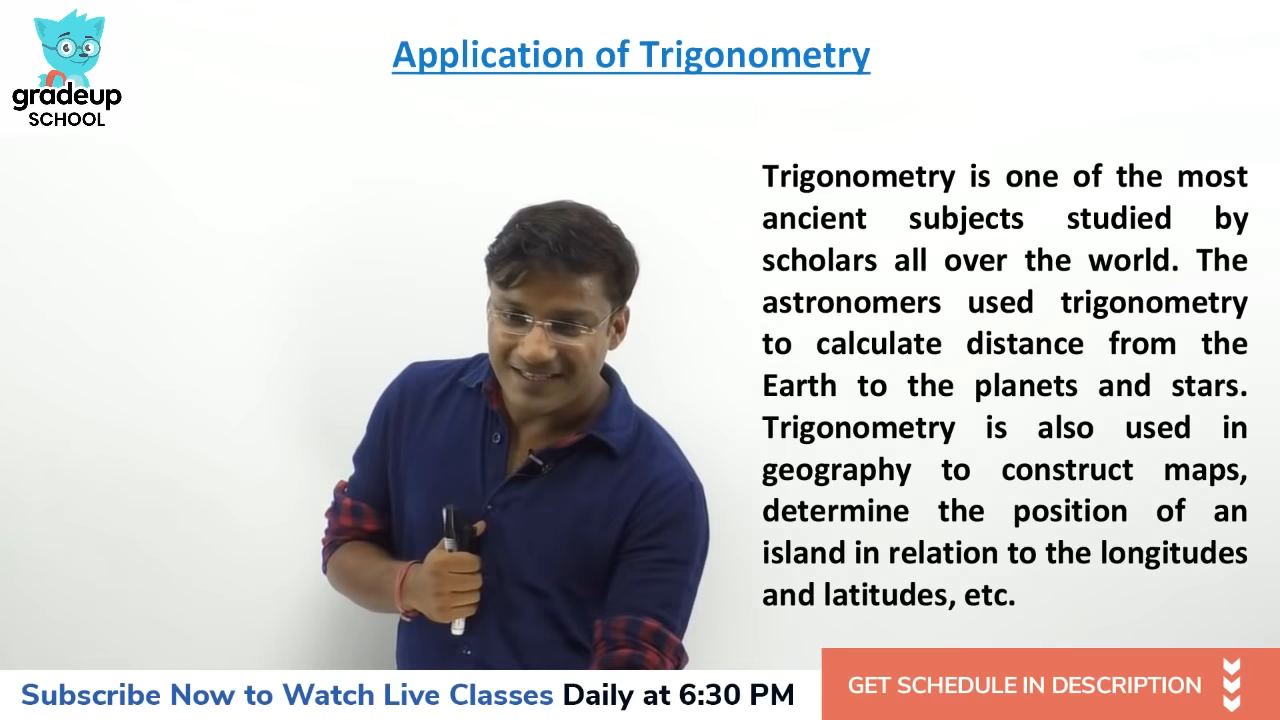 gradeup
SCHOOL
Application of Trigonometry
Trigonometry is one of the most
ancient subjects studied by
scholars all over the world. The
astronomers used trigonometry
to calculate distance from the
Earth to the planets and stars.
Trigonometry is also used in
geography to construct maps,
determine the position of an
island in relation to the longitudes
and latitudes, etc.
Subscribe Now to Watch Live Classes Daily at 6:30 PM
GET SCHEDULE IN DESCRIPTION